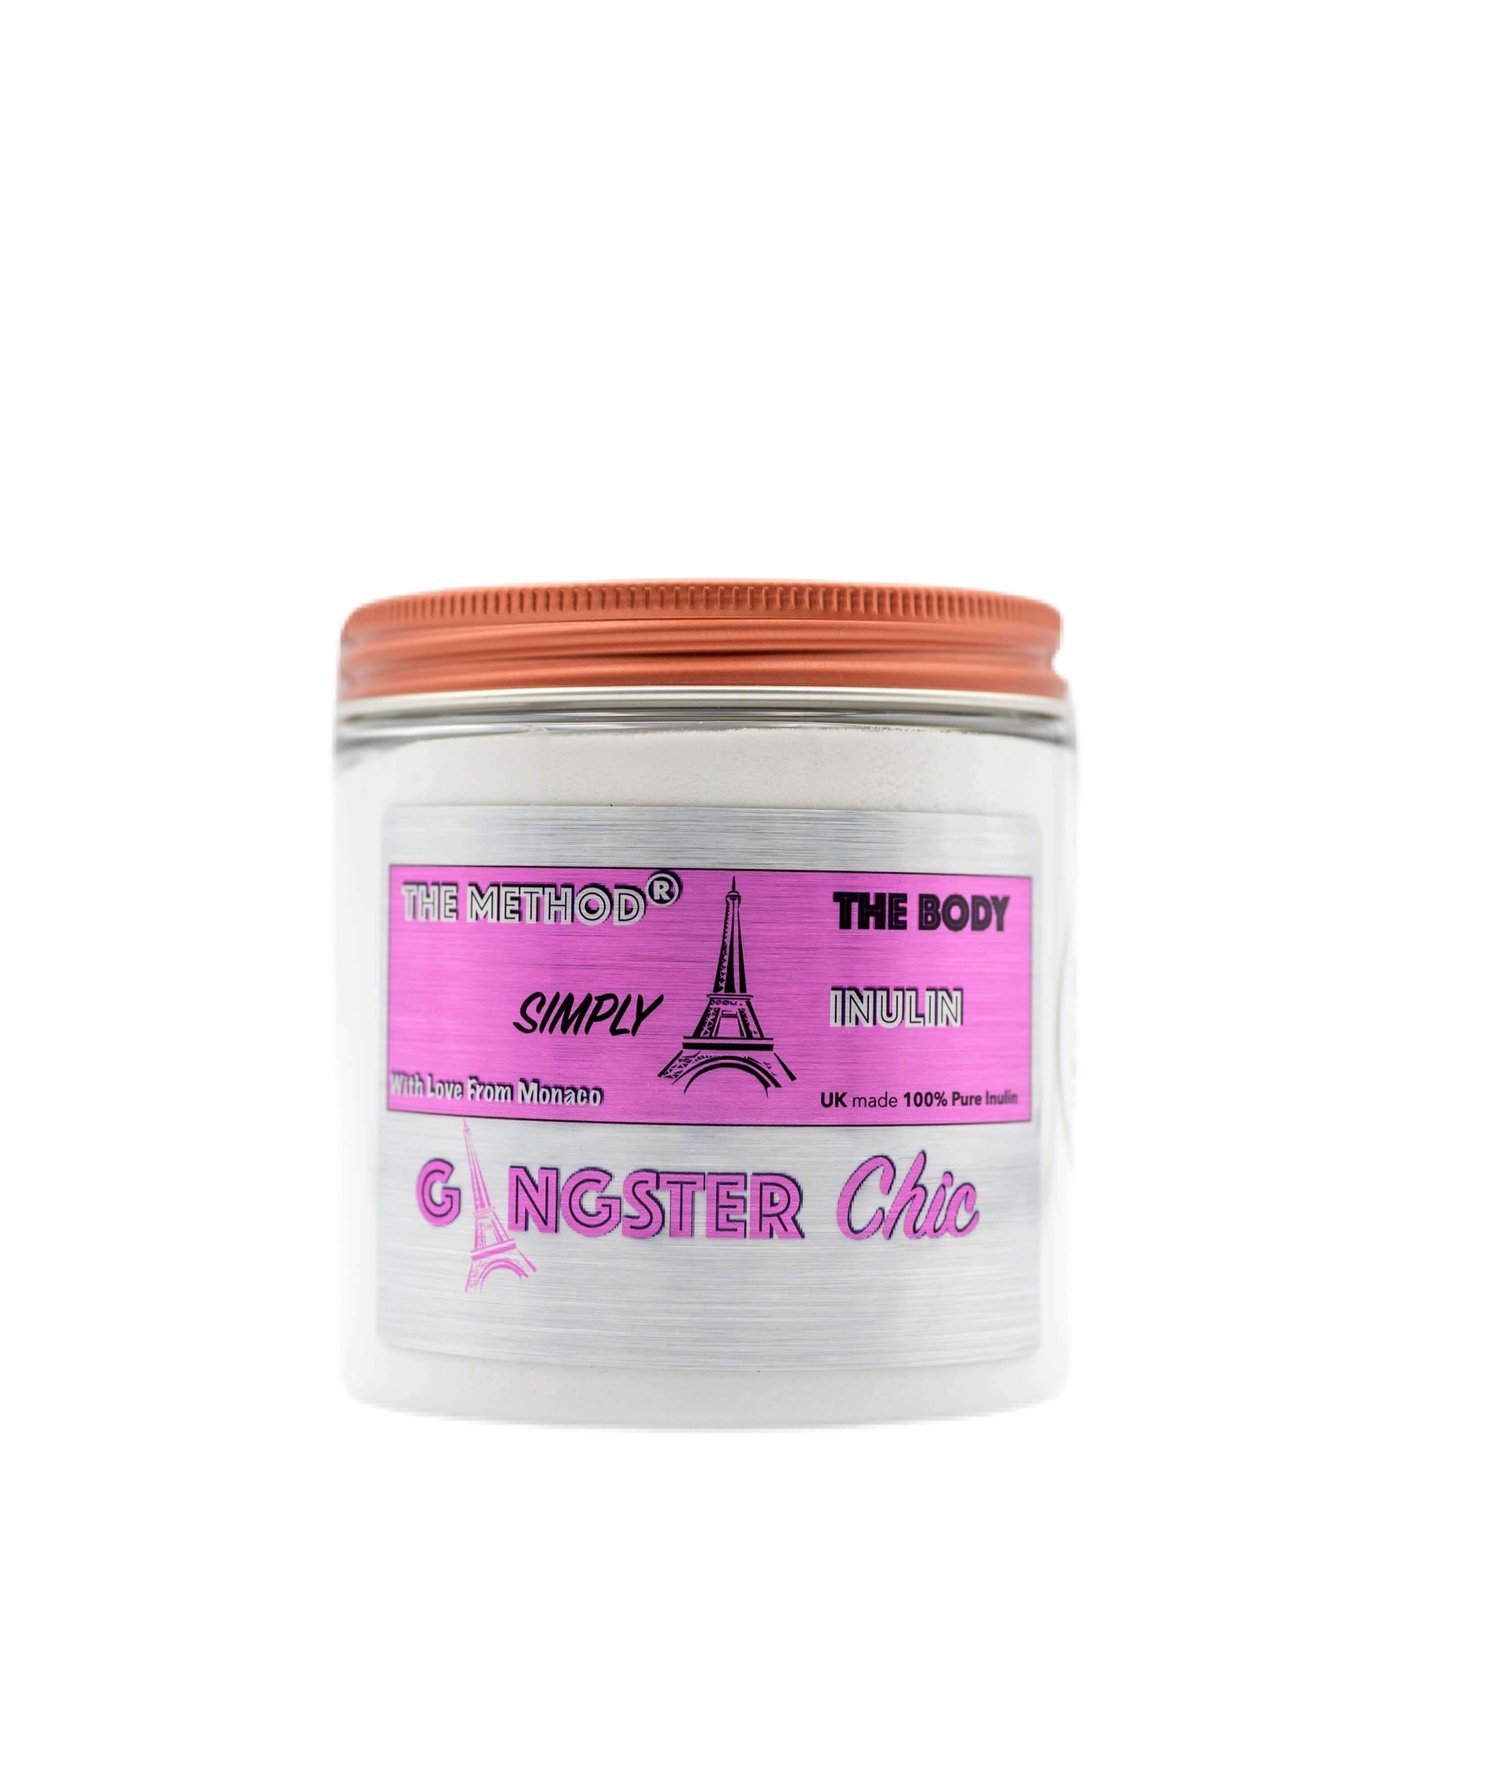 THE METHOD®
THE BODY
SIMPLY
INULIN
With Love From Monaco
UK made 100% Pure Inulin
GANGSTER Chic